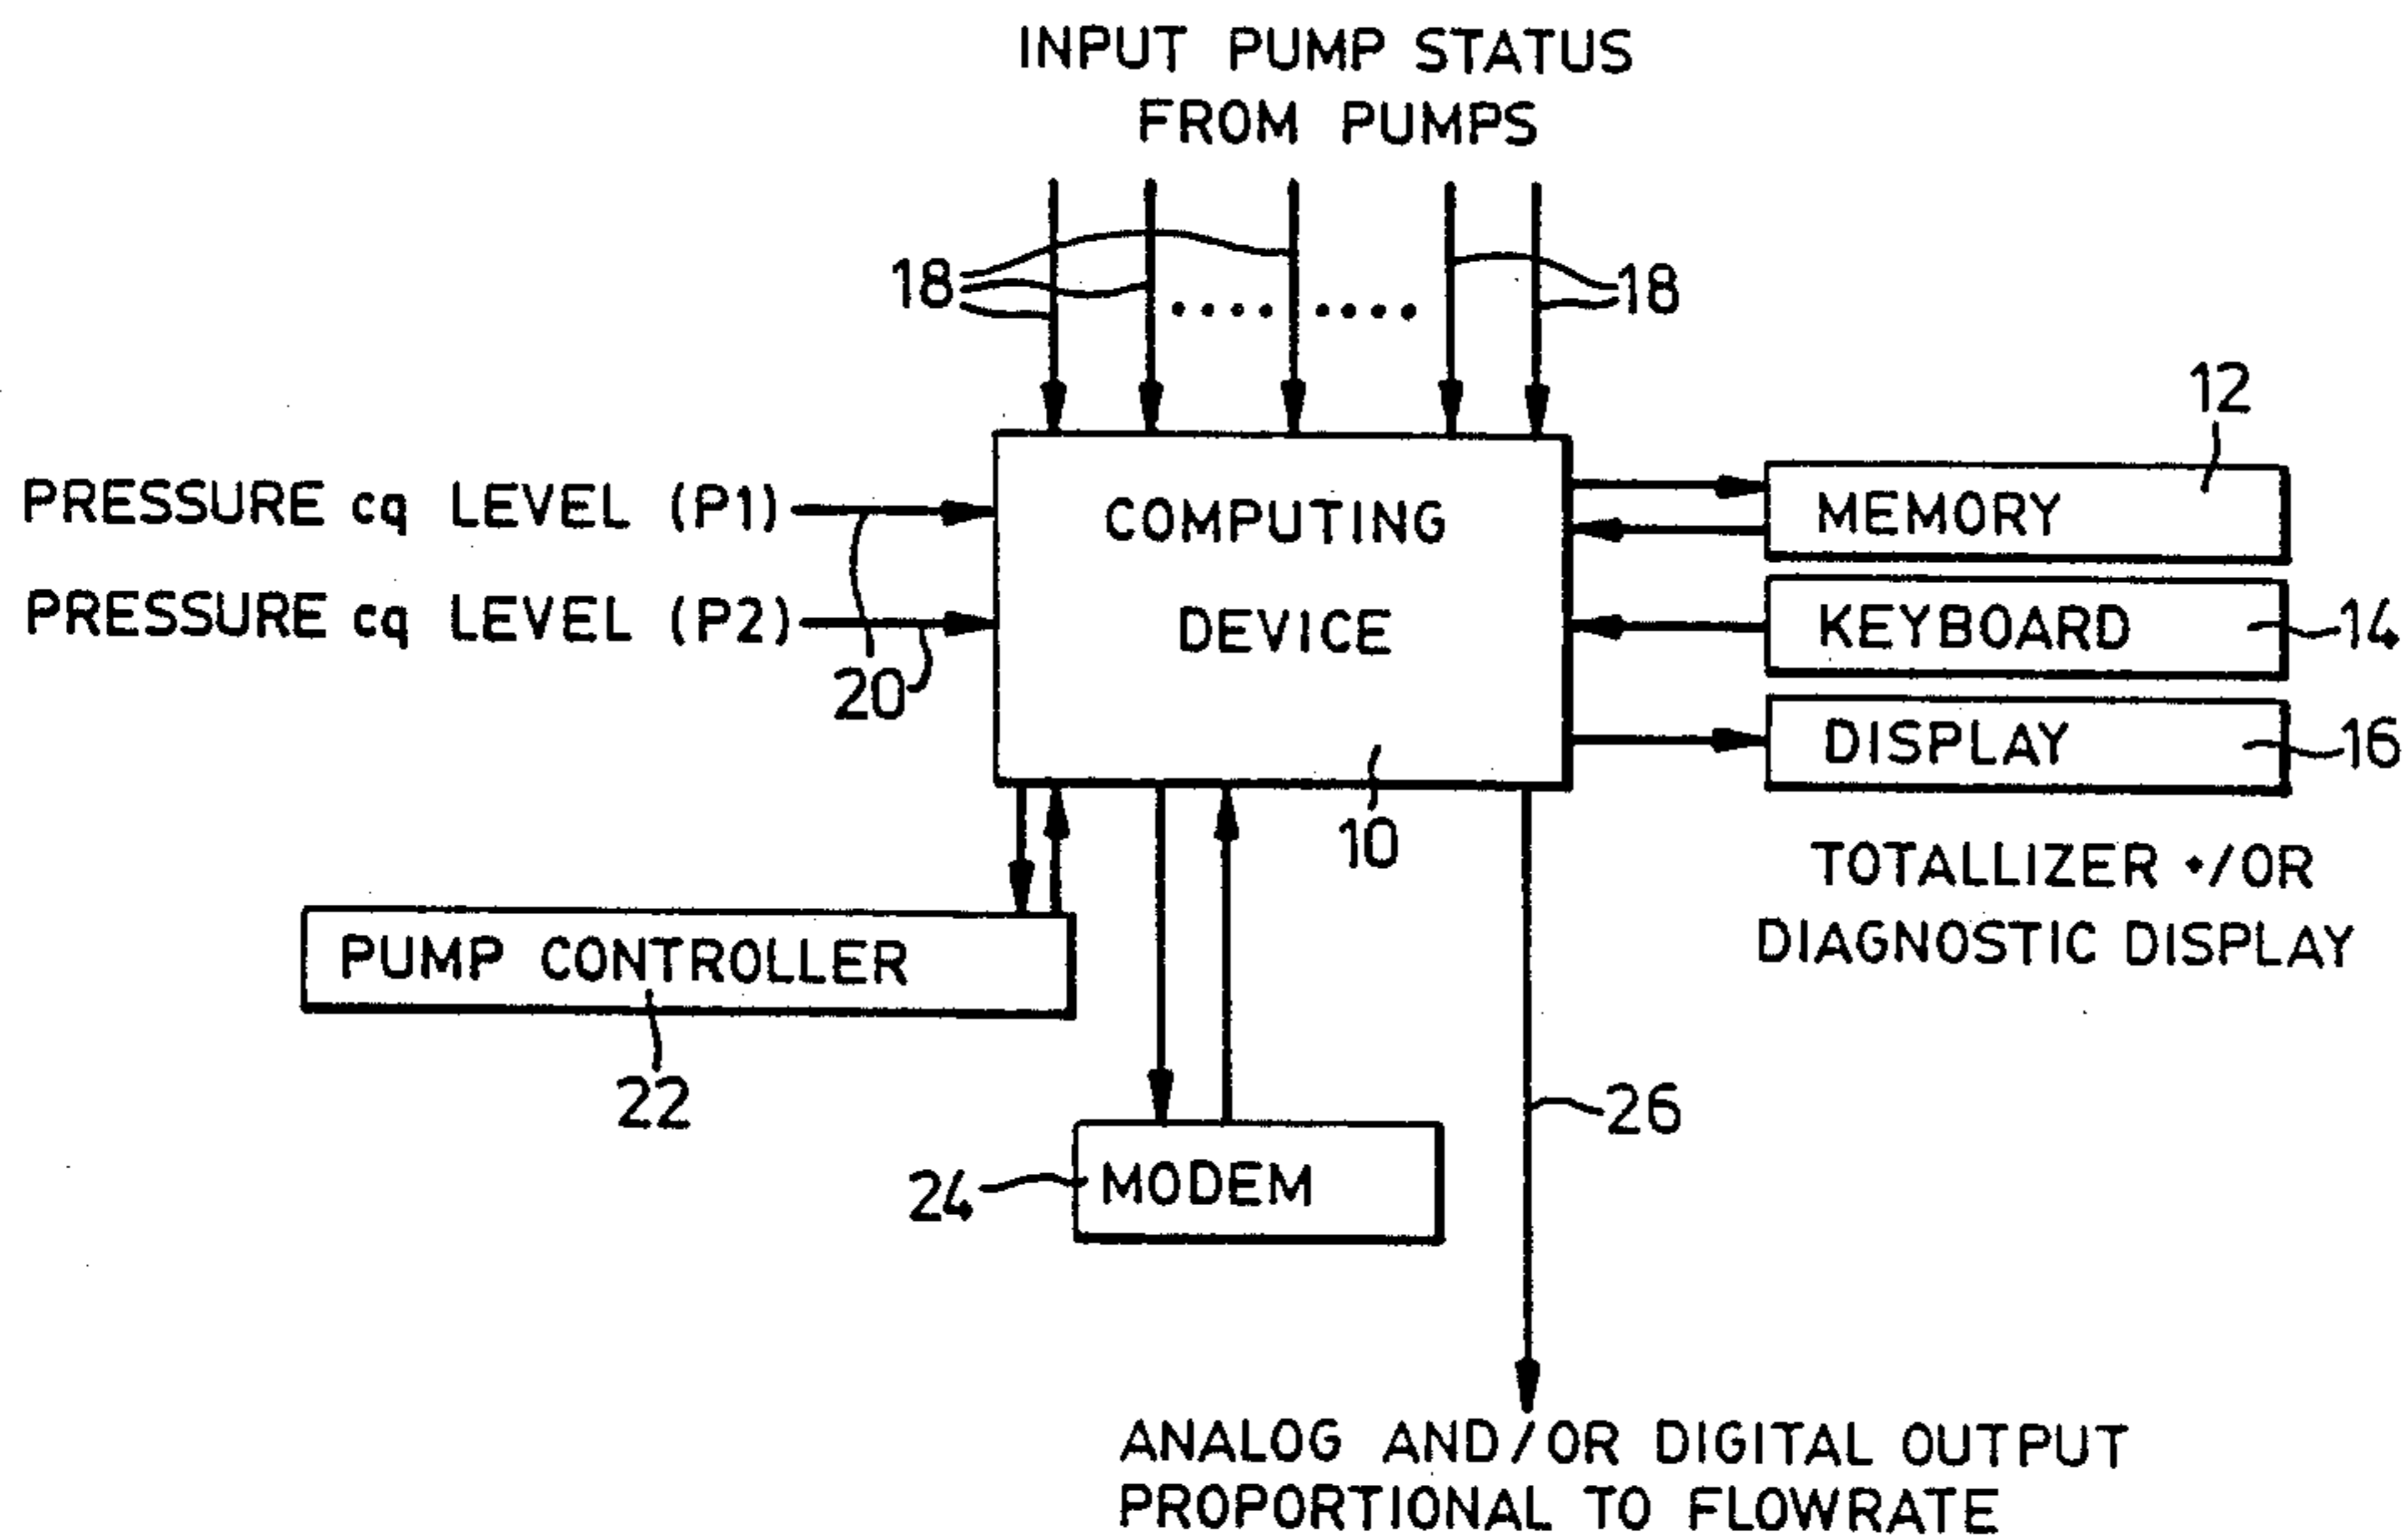 INPUT PUMP STATUS
FROM PUMPS
18
18
12
PRESSURE cq LEVEL (P1)
COMPUTING
MEMORY
PRESSURE cq LEVEL (P2)
DEVICE
KEYBOARD
14
20
DISPLAY
16
10
TOTALLIZER +/OR
DIAGNOSTIC DISPLAY
PUMP CONTROLLER
22
26
24
MODEM
ANALOG AND/OR DIGITAL OUTPUT
PROPORTIONAL TO FLOWRATE